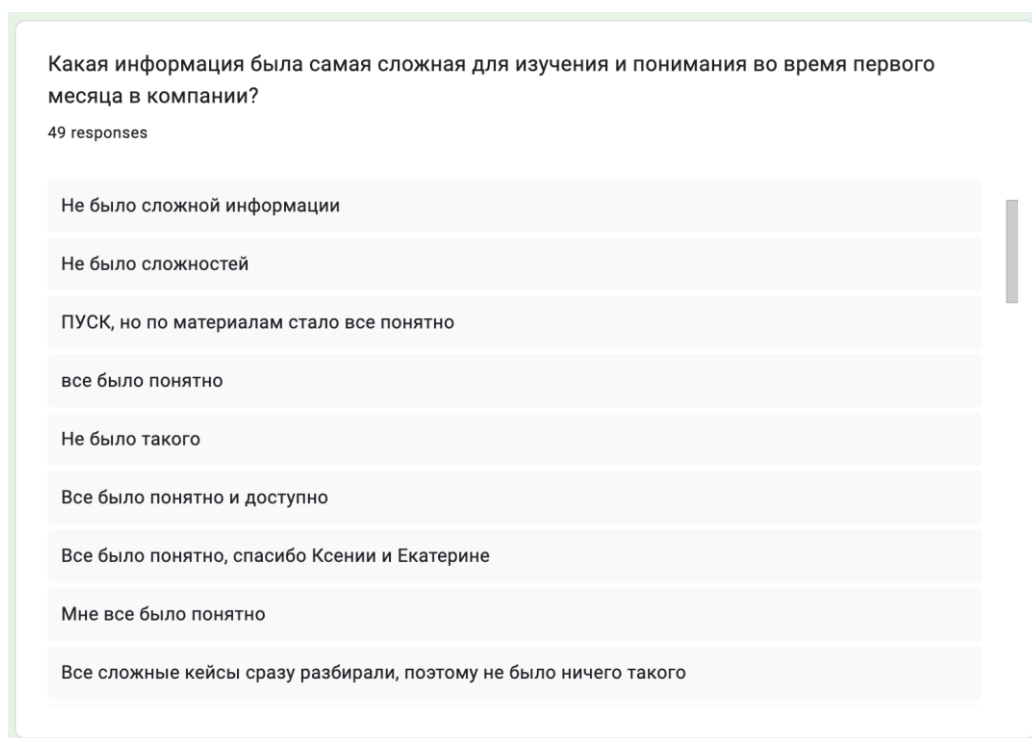 Какая информация была самая сложная для изучения и понимания во время первого
месяца в компании?
49 responses
Не было сложной информации
Не было сложностей
ПУСК, но по материалам стало все понятно
все было понятно
Не было такого
Все было понятно и доступно
Все было понятно, спасибо Ксении и Екатерине
Мне все было понятно
Все сложные кейсы сразу разбирали, поэтому не было ничего такого